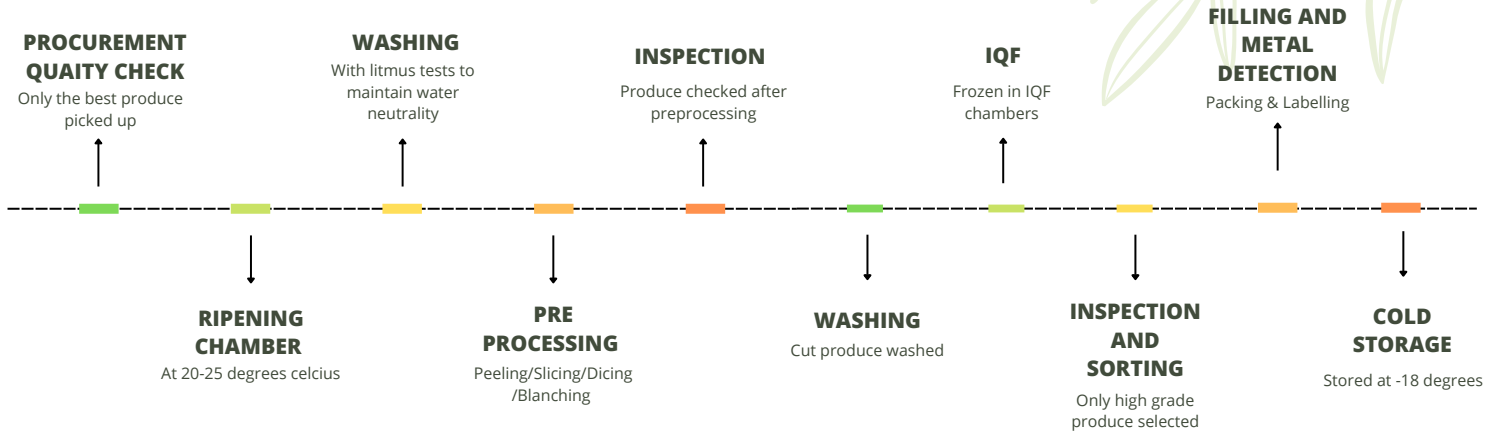 PROCUREMENT
QUAITY CHECK
Only the best produce
picked up
RIPENING
CHAMBER
At 20-25 degrees celcius
WASHING
With litmus tests to
maintain water
neutrality
PRE
PROCESSING
Peeling/Slicing/Dicing
/Blanching
INSPECTION
Produce checked after
preprocessing
WASHING
Cut produce washed
IQF
Frozen in IQF
chambers
INSPECTION
AND
SORTING
Only high grade
produce selected
FILLING AND
METAL
DETECTION
Packing & Labelling
COLD
STORAGE
Stored at -18 degrees